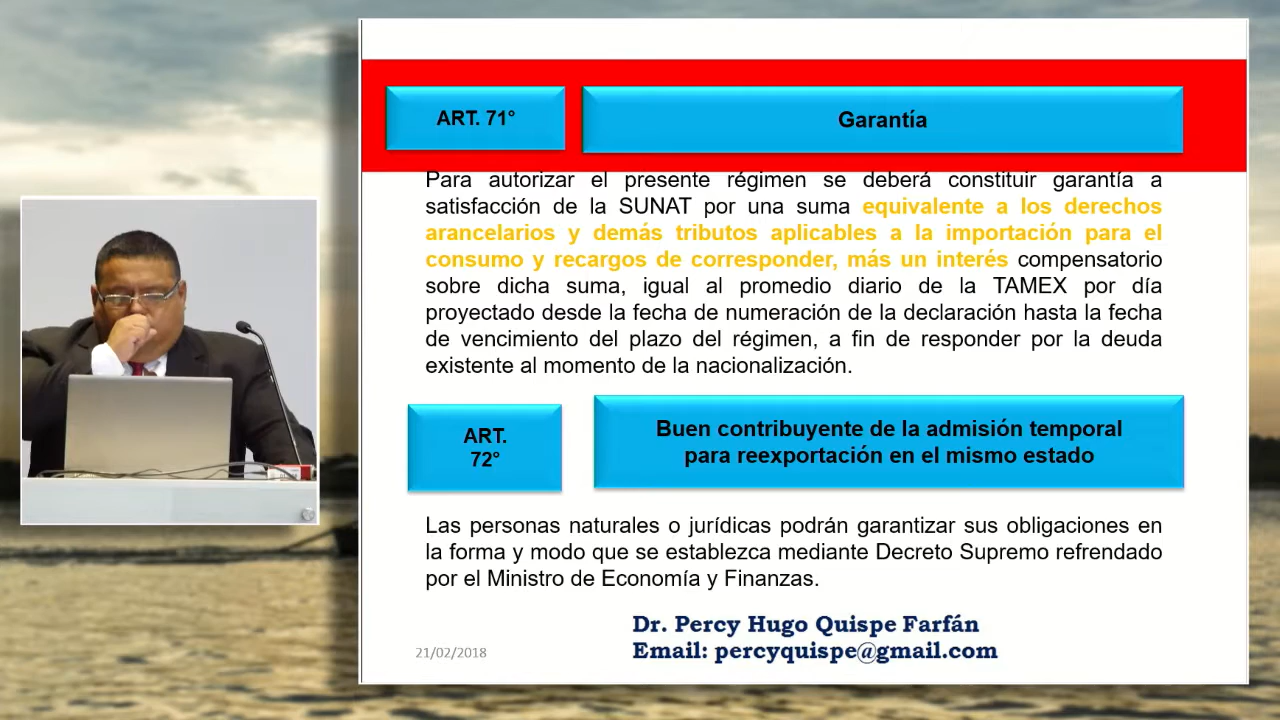 ART. 71°
Garantía
Para autorizar el presente régimen se deberá constituir garantía a
satisfacción de la SUNAT por una suma equivalente a los derechos
arancelarios y demás tributos aplicables a la importación para el
consumo y recargos de corresponder, más un interés compensatorio
sobre dicha suma, igual al promedio diario de la TAMEX por día
proyectado desde la fecha de numeración de la declaración hasta la fecha
de vencimiento del plazo del régimen, a fin de responder por la deuda
existente al momento de la nacionalización.
ART.
72°
Buen contribuyente de la admisión temporal
para reexportación en el mismo estado
Las personas naturales o jurídicas podrán garantizar sus obligaciones en
la forma y modo que se establezca mediante Decreto Supremo refrendado
por el Ministro de Economía y Finanzas.
Dr. Percy Hugo Quispe Farfán
Email: percyquispe@gmail.com
21/02/2018